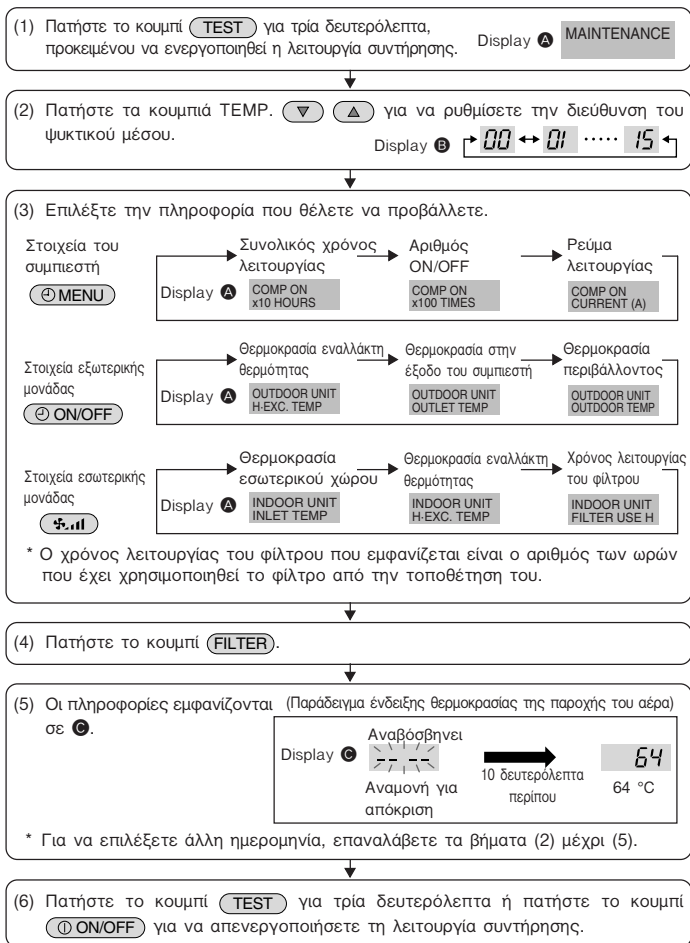 (1) Πατήστε το κουμπί TEST για τρία δευτερόλεπτα,
προκειμένου να ενεργοποιηθεί η λειτουργία συντήρησης.
Display A MAINTENANCE
(2) Πατήστε τα κουμπιά TEMP. ▽ △ για να ρυθμίσετε την διεύθυνση του
ψυκτικού μέσου.
Display B 00 ↔ 01 ····· 15
(3) Επιλέξτε την πληροφορία που θέλετε να προβάλλετε.
Στοιχεία του
συμπιεστή
MENU
Display A
Συνολικός χρόνος
λειτουργίας
COMP ON
x10 HOURS
Αριθμός
ON/OFF
COMP ON
x100 TIMES
Ρεύμα
λειτουργίας
COMP ON
CURRENT (A)
Στοιχεία εξωτερικής
μονάδας
ON/OFF
Display A
Θερμοκρασία εναλλάκτη
θερμότητας
OUTDOOR UNIT
H·EXC. TEMP
Θερμοκρασία στην
έξοδο του συμπιεστή
OUTDOOR UNIT
OUTLET TEMP
Θερμοκρασία
περιβάλλοντος
OUTDOOR UNIT
OUTDOOR TEMP
Στοιχεία εσωτερικής
μονάδας
Display A
Θερμοκρασία
εσωτερικού χώρου
INDOOR UNIT
INLET TEMP
Θερμοκρασία εναλλάκτη
θερμότητας
INDOOR UNIT
H·EXC. TEMP
Χρόνος λειτουργίας
του φίλτρου
INDOOR UNIT
FILTER USE H
* Ο χρόνος λειτουργίας του φίλτρου που εμφανίζεται είναι ο αριθμός των ωρών
που έχει χρησιμοποιηθεί το φίλτρο από την τοποθέτηση του.
(4) Πατήστε το κουμπί FILTER.
(5) Οι πληροφορίες εμφανίζονται
σε C.
(Παράδειγμα ένδειξης θερμοκρασίας της παροχής του αέρα)
Display C
Αναβόσβηνει
-- --
Αναμονή για
απόκριση
10 δευτερόλεπτα
περίπου
64
64 °C
* Για να επιλέξετε άλλη ημερομηνία, επαναλάβετε τα βήματα (2) μέχρι (5).
(6) Πατήστε το κουμπί TEST για τρία δευτερόλεπτα ή πατήστε το κουμπί
ON/OFF για να απενεργοποιήσετε τη λειτουργία συντήρησης.